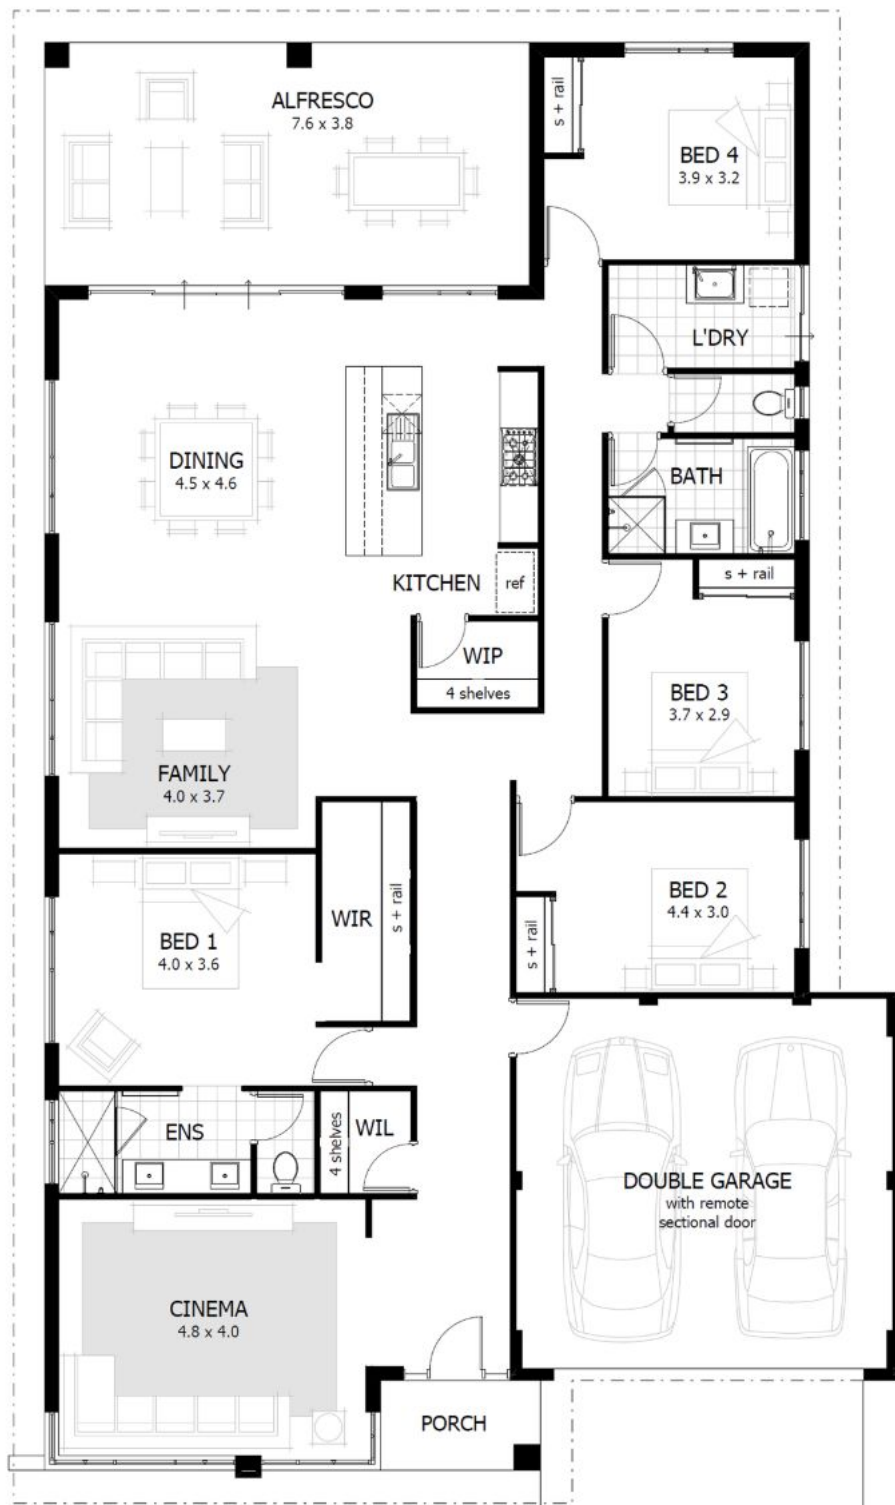 ALFRESCO
7.6 x 3.8
s + rail
BED 4
3.9 x 3.2
L'DRY
DINING
4.5 x 4.6
BATH
KITCHEN
ref
s + rail
WIP
4 shelves
BED 3
3.7 x 2.9
FAMILY
4.0 x 3.7
WIR
s + rail
BED 2
4.4 x 3.0
s + rail
BED 1
4.0 x 3.6
ENS
4 shelves
WIL
DOUBLE GARAGE
with remote
sectional door
CINEMA
4.8 x 4.0
PORCH